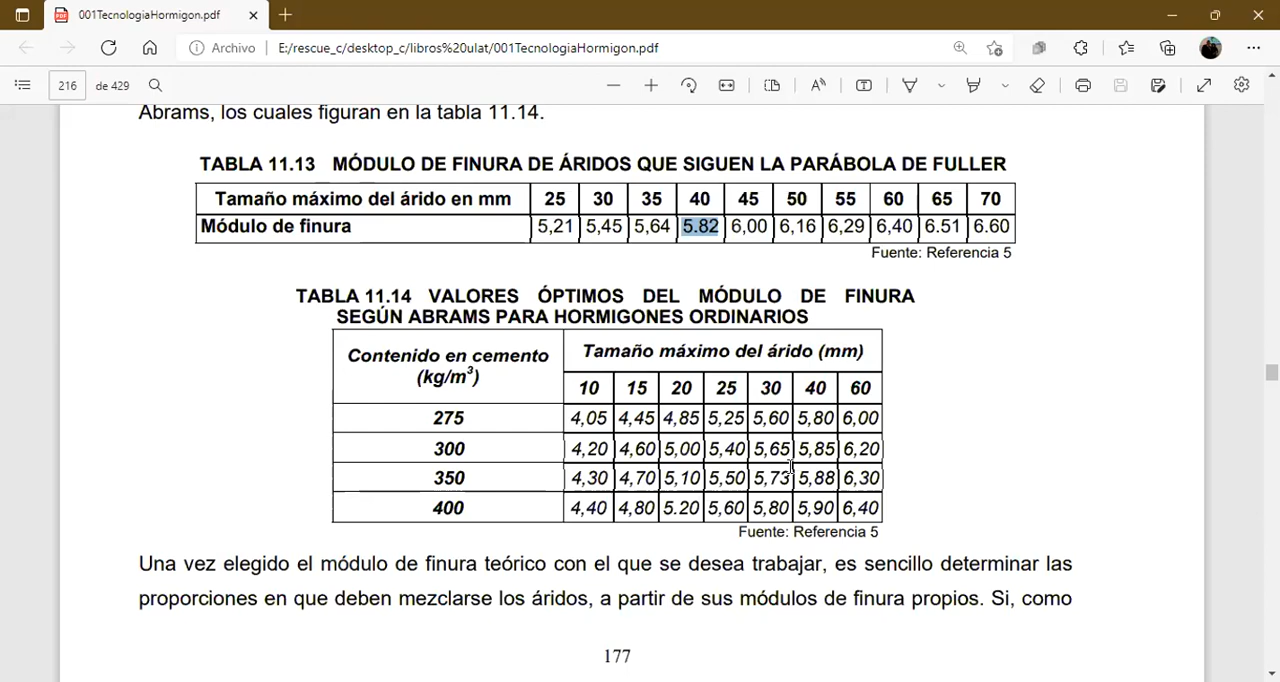 001TecnologiaHormigon.pdf
Archivo E:/rescue_c/desktop_c/libros%20ulat/001TecnologiaHormigon.pdf
216 de 429
Abrams, los cuales figuran en la tabla 11.14.
TABLA 11.13 MÓDULO DE FINURA DE ÁRIDOS QUE SIGUEN LA PARÁBOLA DE FULLER
Tamaño máximo del árido en mm 25 30 35 40 45 50 55 60 65 70
Módulo de finura 5,21 5,45 5,64 5.82 6,00 6,16 6,29 6,40 6.51 6.60
Fuente: Referencia 5
TABLA 11.14 VALORES ÓPTIMOS DEL MÓDULO DE FINURA
SEGÚN ABRAMS PARA HORMIGONES ORDINARIOS
Contenido en cemento (kg/m³) Tamaño máximo del árido (mm)
10 15 20 25 30 40 60
275 4,05 4,45 4,85 5,25 5,60 5,80 6,00
300 4,20 4,60 5,00 5,40 5,65 5,85 6,20
350 4,30 4,70 5,10 5,50 5,73 5,88 6,30
400 4,40 4,80 5.20 5,60 5,80 5,90 6,40
Fuente: Referencia 5
Una vez elegido el módulo de finura teórico con el que se desea trabajar, es sencillo determinar las
proporciones en que deben mezclarse los áridos, a partir de sus módulos de finura propios. Si, como
177